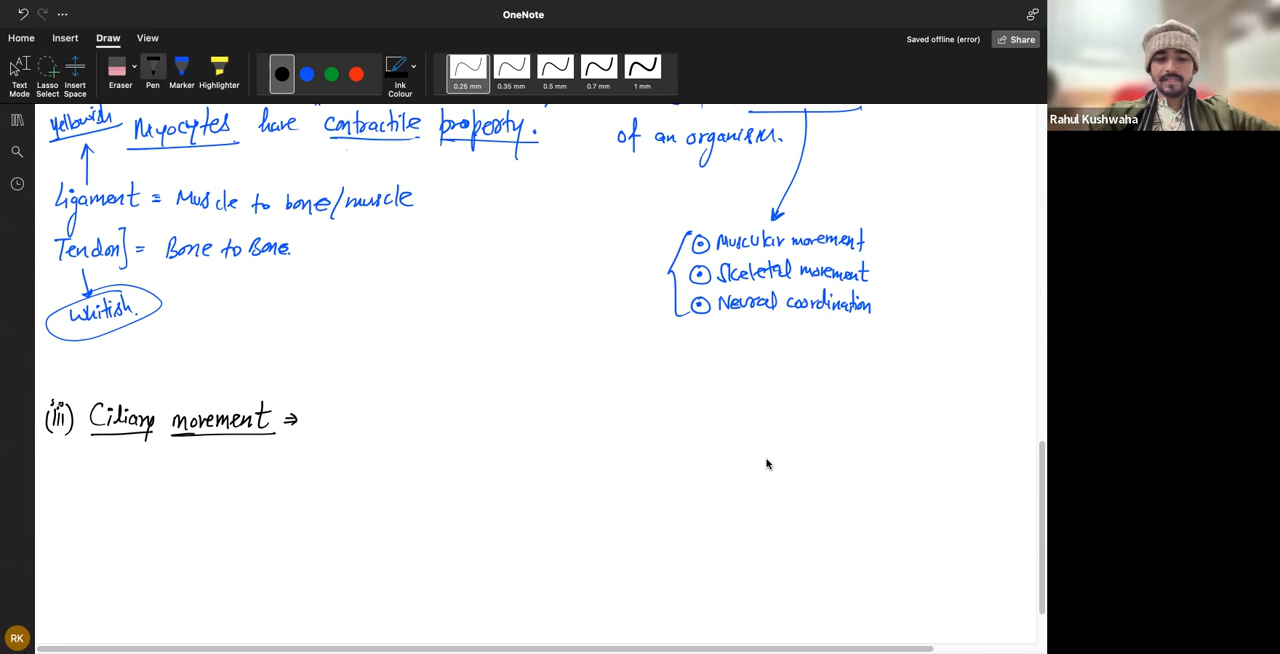 OneNote
Home Insert Draw View
Saved offline (error) Share
Text Mode Lasso Select Insert Space Eraser Pen Marker Highlighter Ink Colour 0.25 mm 0.35 mm 0.5 mm 0.7 mm 1 mm
Rahul Kushwaha
Yellowish Myocytes have contractile property.
of an organism.
Ligament = Muscle to bone/muscle
Tendon] = Bone to Bone.
Whitish.
Muscular movement
Skeletal movement
Neural coordination
(iii) Ciliary movement ⇒
RK